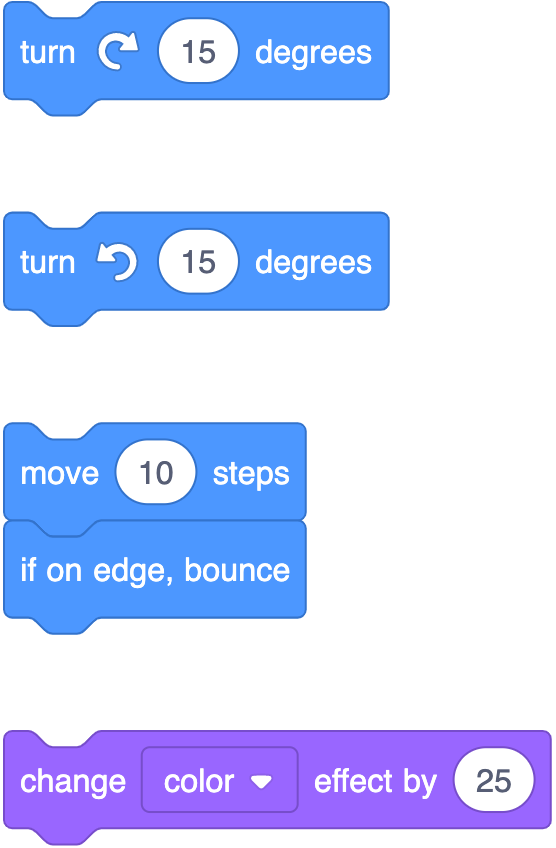 turn 15 degrees
turn 15 degrees
move 10 steps
if on edge, bounce
change color effect by 25